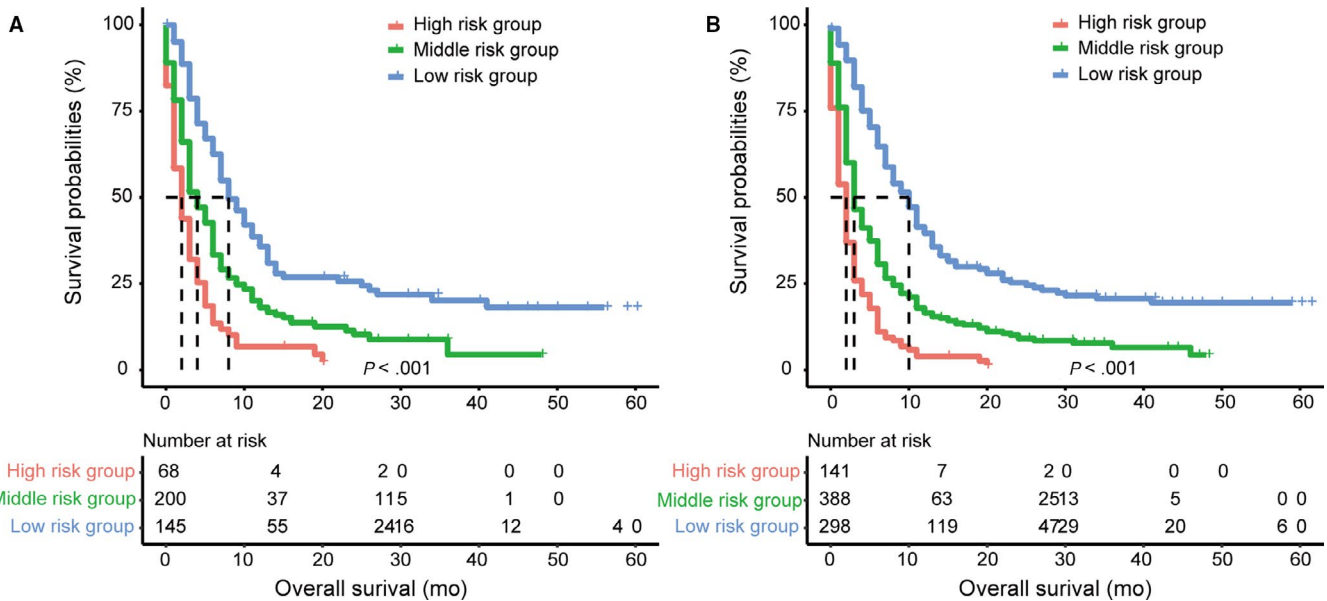 A
High risk group
Middle risk group
Low risk group
Survival probabilities (%)
100
75
50
25
0
P < .001
0 10 20 30 40 50 60
Number at risk
High risk group 68 4 2 0 0 0
Middle risk group 200 37 115 1 0
Low risk group 145 55 2416 12 4 0
0 10 20 30 40 50 60
Overall surival (mo)
B
High risk group
Middle risk group
Low risk group
Survival probabilities (%)
100
75
50
25
0
P < .001
0 10 20 30 40 50 60
Number at risk
High risk group 141 7 2 0 0 0
Middle risk group 388 63 2513 5 0 0
Low risk group 298 119 4729 20 6 0
0 10 20 30 40 50 60
Overall surival (mo)